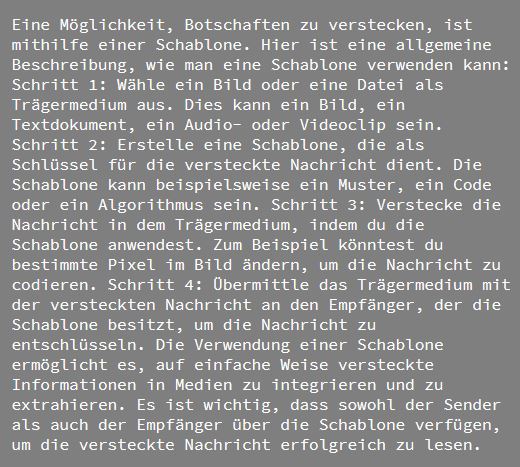 Eine Möglichkeit, Botschaften zu verstecken, ist
mithilfe einer Schablone. Hier ist eine allgemeine
Beschreibung, wie man eine Schablone verwenden kann:
Schritt 1: Wähle ein Bild oder eine Datei als
Trägermedium aus. Dies kann ein Bild, ein
Textdokument, ein Audio- oder Videoclip sein.
Schritt 2: Erstelle eine Schablone, die als
Schlüssel für die versteckte Nachricht dient. Die
Schablone kann beispielsweise ein Muster, ein Code
oder ein Algorithmus sein. Schritt 3: Verstecke die
Nachricht in dem Trägermedium, indem du die
Schablone anwendest. Zum Beispiel könntest du
bestimmte Pixel im Bild ändern, um die Nachricht zu
codieren. Schritt 4: Übermittle das Trägermedium mit
der versteckten Nachricht an den Empfänger, der die
Schablone besitzt, um die Nachricht zu
entschlüsseln. Die Verwendung einer Schablone
ermöglicht es, auf einfache Weise versteckte
Informationen in Medien zu integrieren und zu
extrahieren. Es ist wichtig, dass sowohl der Sender
als auch der Empfänger über die Schablone verfügen,
um die versteckte Nachricht erfolgreich zu lesen.